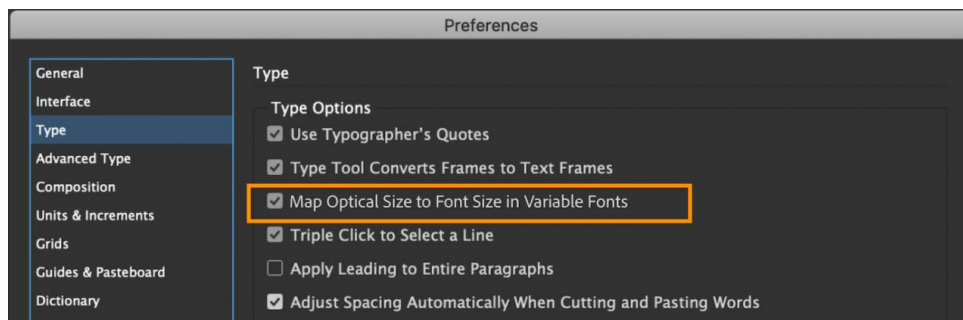 Preferences
General
Interface
Type
Advanced Type
Composition
Units & Increments
Grids
Guides & Pasteboard
Dictionary
Type
Type Options
Use Typographer's Quotes
Type Tool Converts Frames to Text Frames
Map Optical Size to Font Size in Variable Fonts
Triple Click to Select a Line
Apply Leading to Entire Paragraphs
Adjust Spacing Automatically When Cutting and Pasting Words